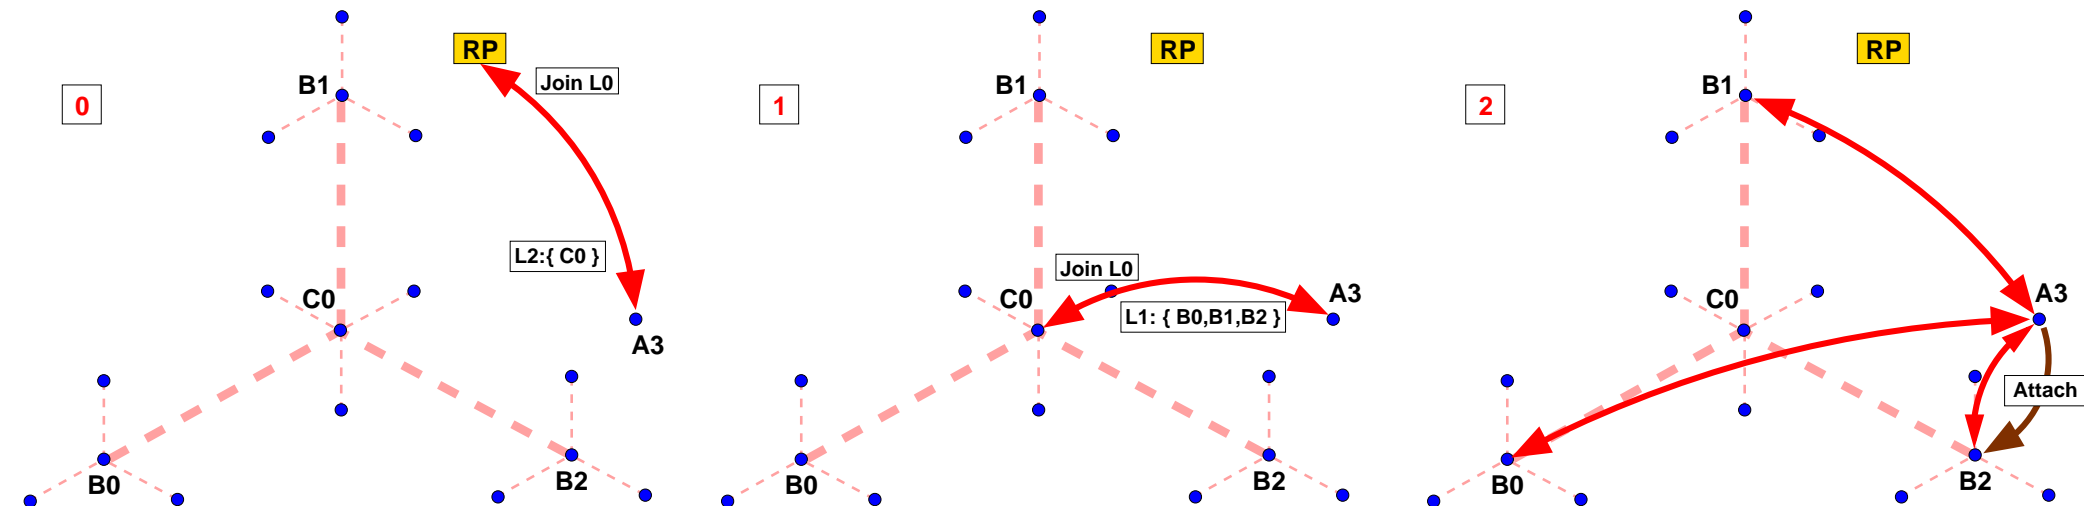 0
RP
Join L0
B1
L2:{ C0 }
C0
A3
B0
B2
1
RP
B1
Join L0
C0
L1: { B0,B1,B2 }
A3
B0
B2
2
RP
B1
C0
A3
Attach
B0
B2